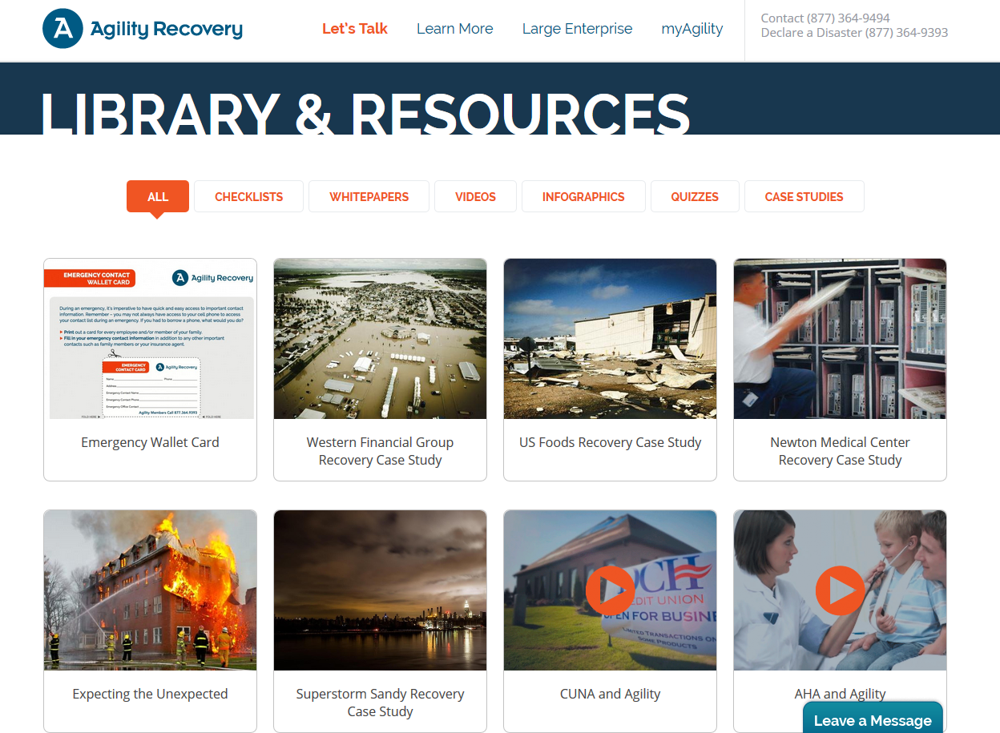 Agility Recovery
Let's Talk
Learn More
Large Enterprise
myAgility
Contact (877) 364-9494
Declare a Disaster (877) 364-9393
LIBRARY & RESOURCES
ALL
CHECKLISTS
WHITEPAPERS
VIDEOS
INFOGRAPHICS
QUIZZES
CASE STUDIES
EMERGENCY CONTACT
WALLET CARD
Agility Recovery
During an emergency, it's imperative to have quick and easy access to important contact
information. Remember – you may not always have access to your cell phone to access
your contact list during an emergency. If you had to borrow a phone, what would you do?
Print out a card for every employee and/or member of your family.
Fill in your emergency contact information in addition to any other important
contacts such as family members or your insurance agent.
EMERGENCY
CONTACT CARD
Agility Recovery
Name
Phone
Address
Emergency Contact Name
Emergency Contact Phone
Emergency Office Contact
Agility Members Call 877.364.9393
FOLD HERE
FOLD HERE
Emergency Wallet Card
Western Financial Group
Recovery Case Study
US Foods Recovery Case Study
Newton Medical Center
Recovery Case Study
Expecting the Unexpected
Superstorm Sandy Recovery
Case Study
CH
EDIT UNION
OPEN FOR BUSINE
LIMITED TRANSACTIONS ON
SOME PRODUCTS
CUNA and Agility
AHA and Agility
Leave a Message